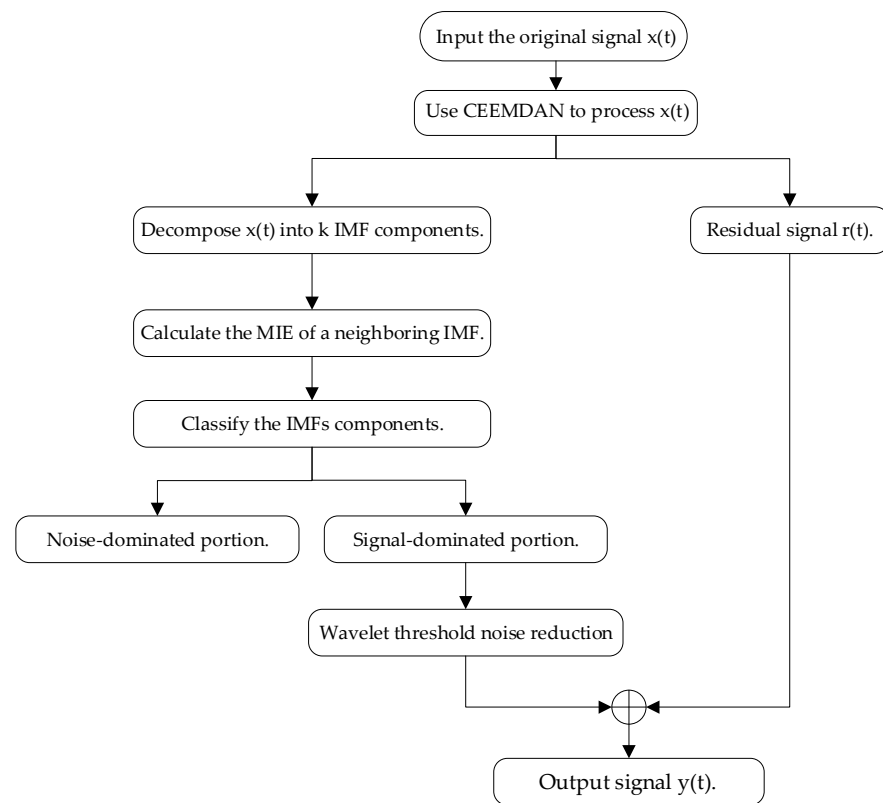 Input the original signal x(t)
Use CEEMDAN to process x(t)
Decompose x(t) into k IMF components.
Residual signal r(t).
Calculate the MIE of a neighboring IMF.
Classify the IMFs components.
Noise-dominated portion.
Signal-dominated portion.
Wavelet threshold noise reduction
Output signal y(t).